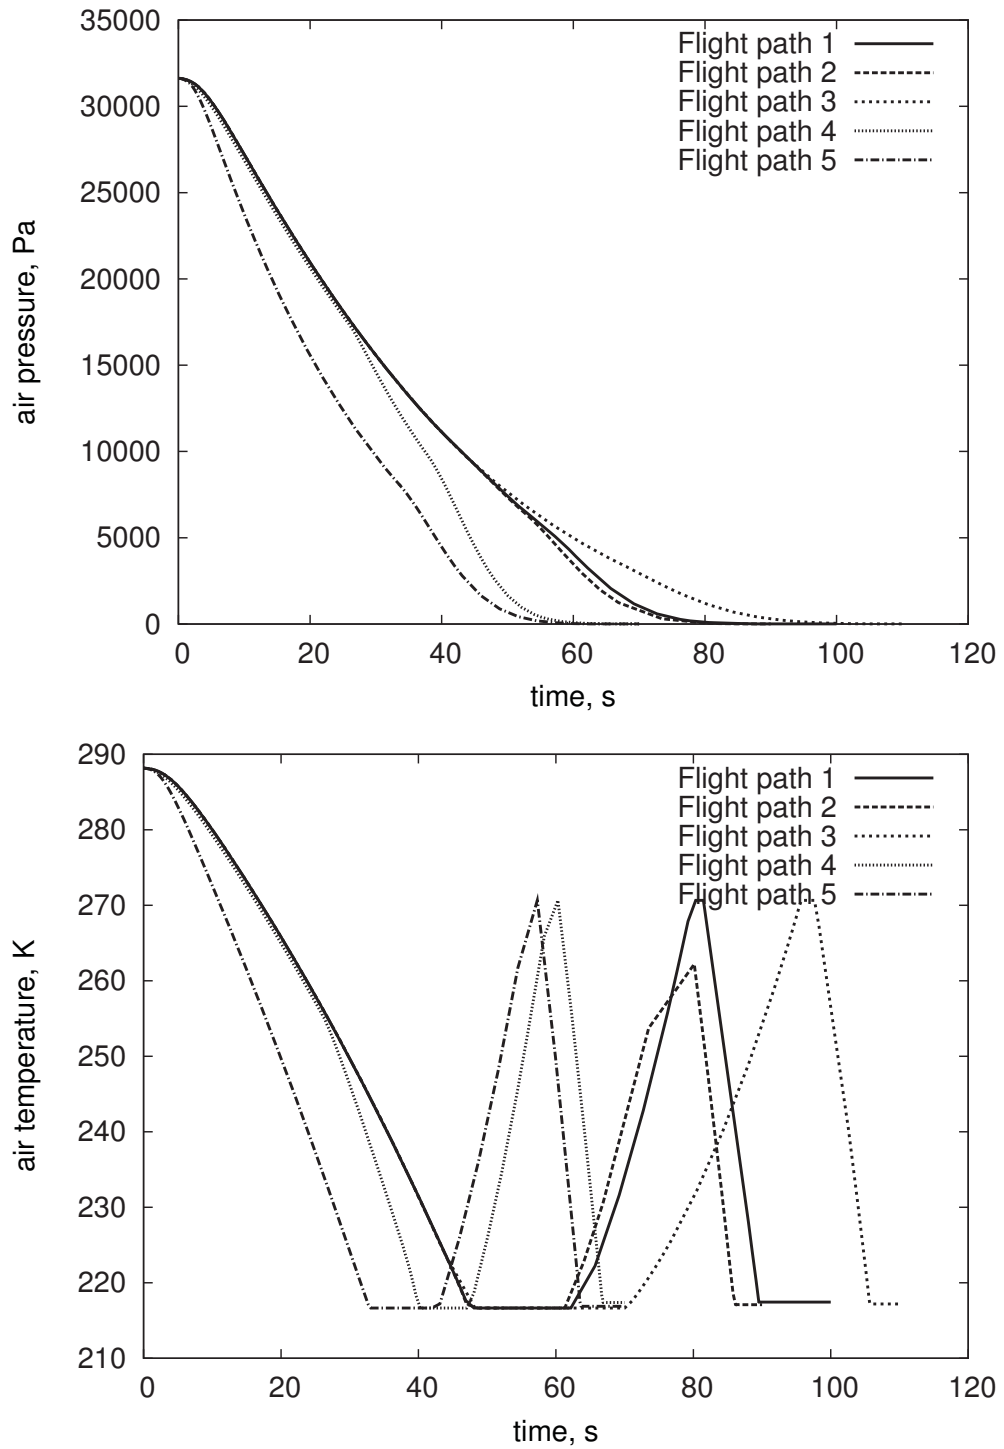 35000
30000
25000
20000
15000
10000
5000
0
air pressure, Pa
Flight path 1
Flight path 2
Flight path 3
Flight path 4
Flight path 5
0 20 40 60 80 100 120
time, s
290
280
270
260
250
240
230
220
210
air temperature, K
Flight path 1
Flight path 2
Flight path 3
Flight path 4
Flight path 5
0 20 40 60 80 100 120
time, s